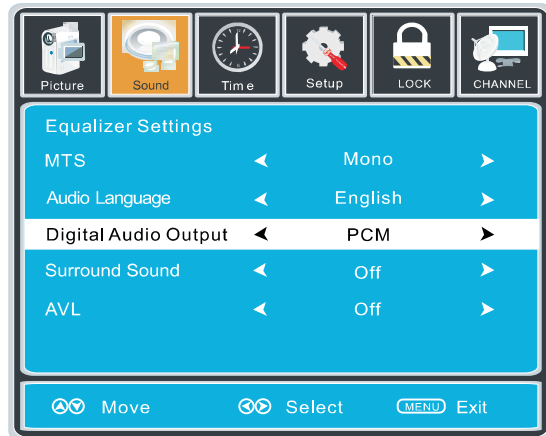 Picture Sound Time Setup LOCK CHANNEL
Equalizer Settings
MTS Mono
Audio Language English
Digital Audio Output PCM
Surround Sound Off
AVL Off
Move Select MENU Exit